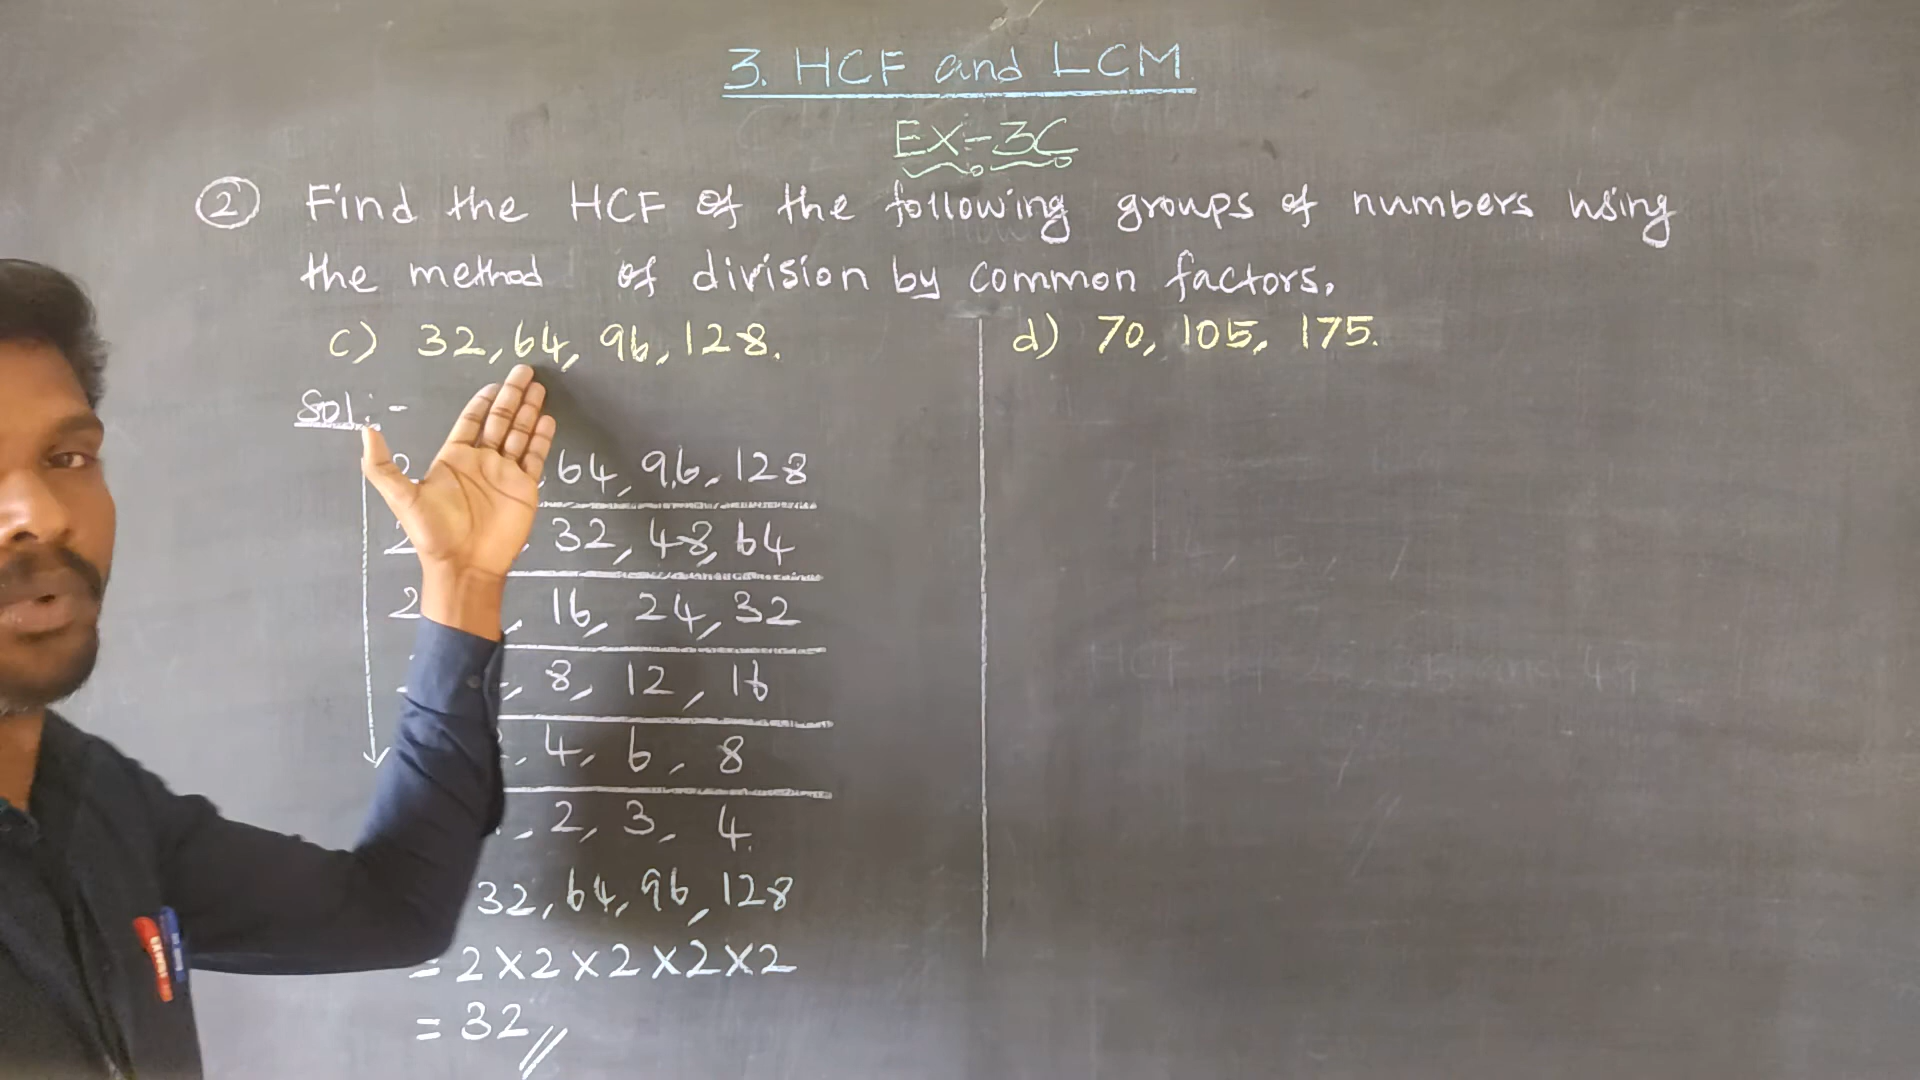 3. HCF and LCM
EX-3C
② Find the HCF of the following groups of numbers using
the method of division by common factors.
c) 32, 64, 96, 128.
d) 70, 105, 175.
Sol:-
2 , 64, 96, 128
2 , 32, 48, 64
2 , 16, 24, 32
, 8, 12, 16
, 4, 6, 8
, 2, 3, 4.
32, 64, 96, 128
= 2×2×2×2×2
= 32//